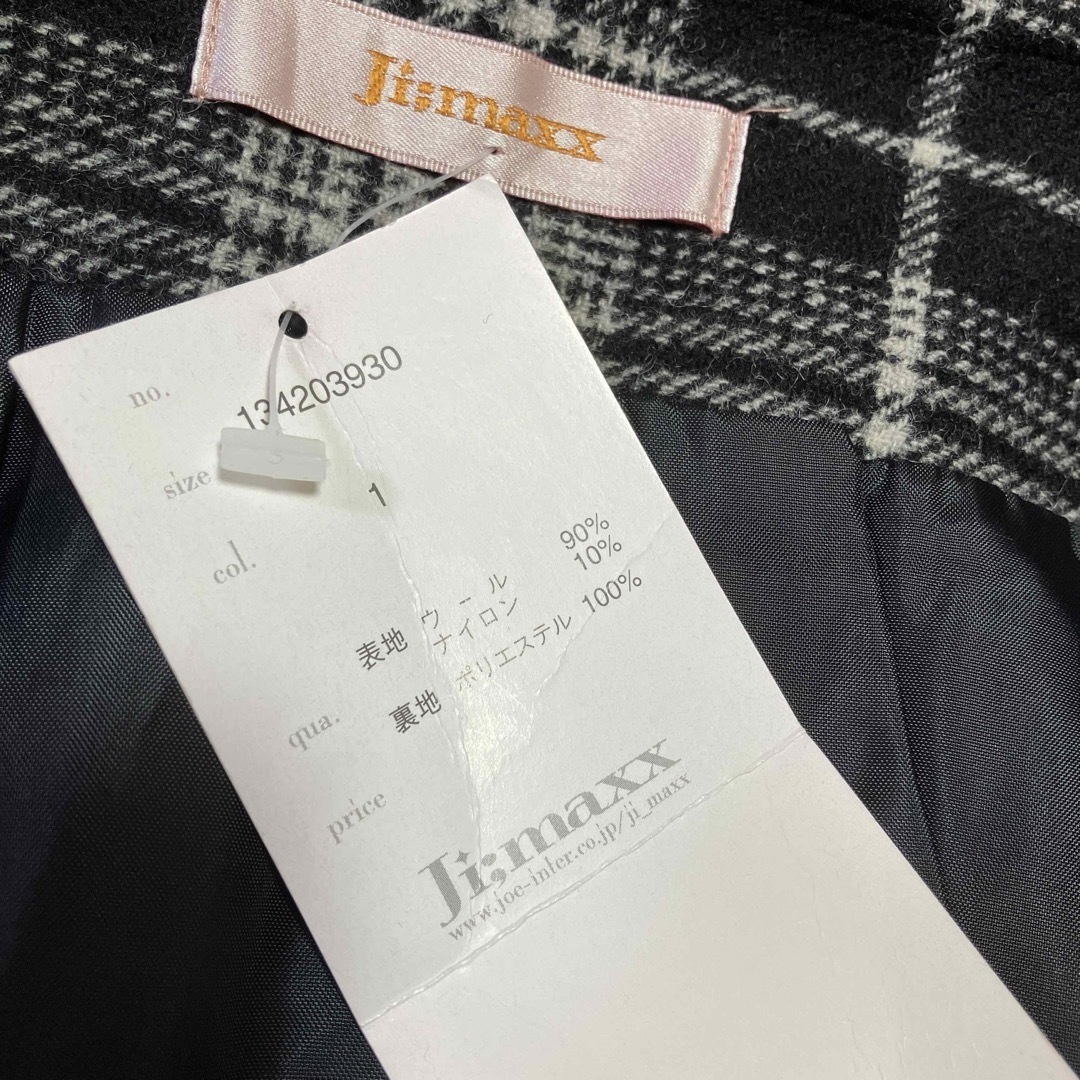 Ji;maxx
no. 134203930
size 1
col.
90%
表地 ウール 10%
ナイロン
qua. 裏地 ポリエステル 100%
price
Ji;maxx
www.joe-inter.co.jp/ji_maxx